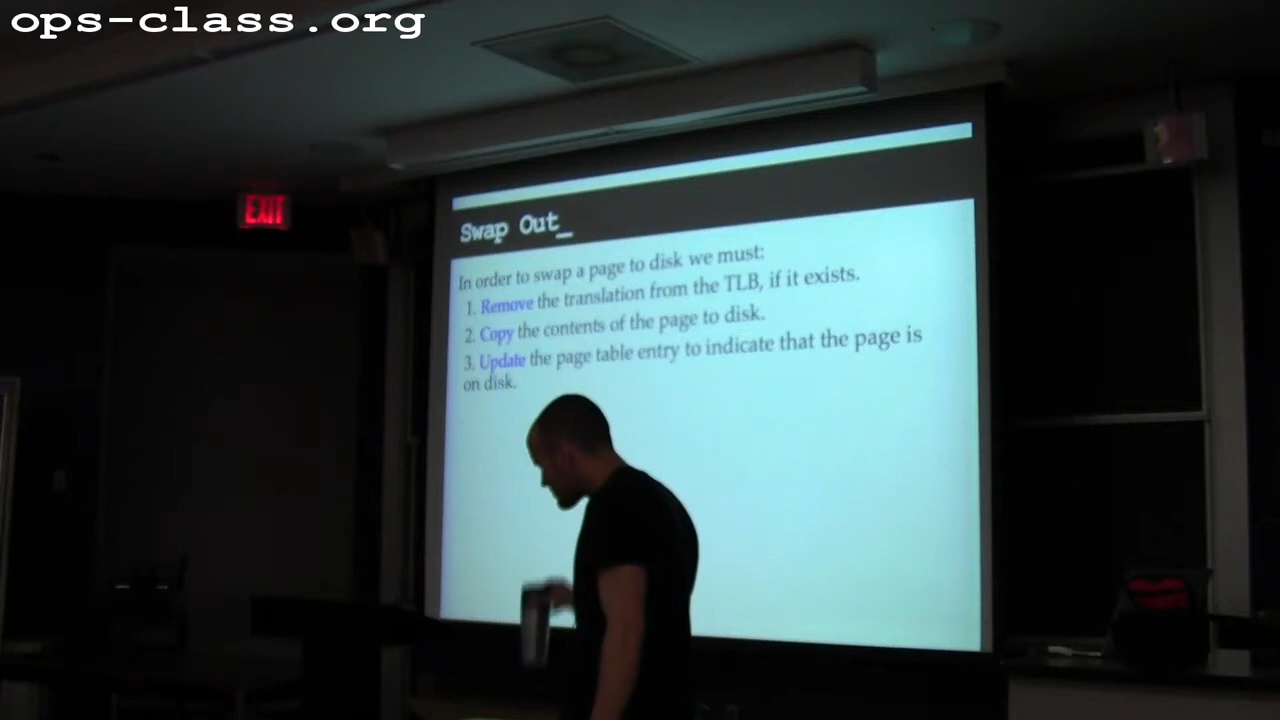 ops-class.org
EXIT
Swap Out_
In order to swap a page to disk we must:
1. Remove the translation from the TLB, if it exists.
2. Copy the contents of the page to disk.
3. Update the page table entry to indicate that the page is
on disk.